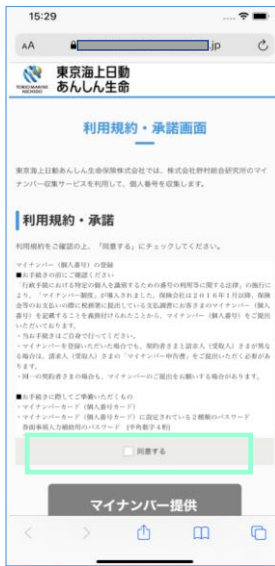 15:29
AA
.jp
TOKIO MARINE
NICHIDO
東京海上日動
あんしん生命
利用規約・承諾画面
東京海上日動あんしん生命保険株式会社では、株式会社野村総合研究所のマイ
ナンバー収集サービスを利用して、個人番号を収集します。
利用規約・承諾
利用規約をご確認の上、「同意する」にチェックしてください。
マイナンバー（個人番号）の登録
■お手続きの前にご確認ください
「行政手続における特定の個人を識別するための番号の利用等に関する法律」の施行に
より、「マイナンバー制度」が導入されました。保険会社は２０１６年１月以降、保険
金等のお支払いの際に税務署に提出している支払調書にお客さまのマイナンバー（個人
番号）を記載することを義務付けられたことから、マイナンバー（個人番号）をご提出
いただいております。
・当お手続きはご自身で行ってください。
・マイナンバーを登録いただいた場合でも、契約者さまと請求人（受取人）さまが異な
る場合は、請求人（受取人）さまの「マイナンバー申告書」をご提出いただく必要があ
ります。
・同一の契約者さまの場合も、マイナンバーのご提出をお願いする場合があります。
■お手続きに際してご準備いただくもの
・マイナンバーカード（個人番号カード）
・マイナンバーカード（個人番号カード）に設定されている２種類のパスワード
券面事項入力補助用のパスワード [半角数字４桁]
同意する
マイナンバー提供